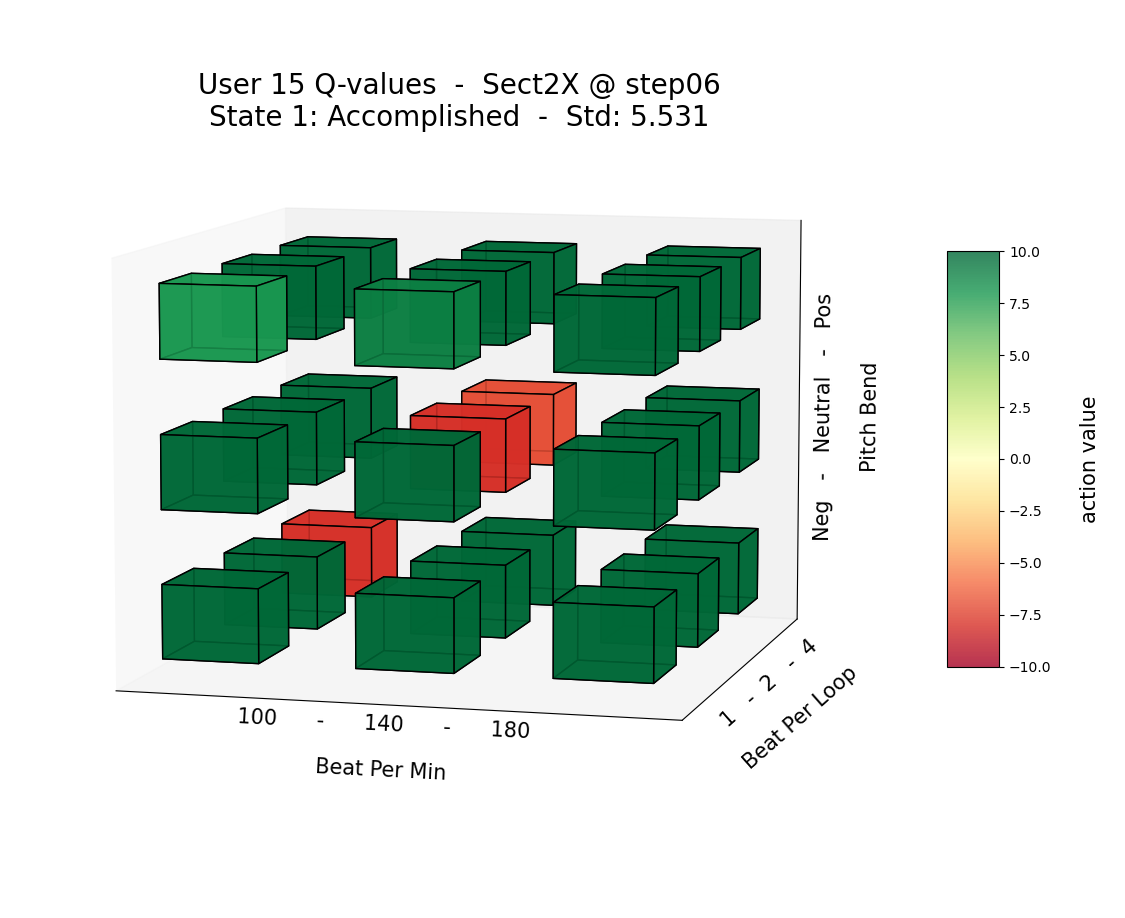 User 15 Q-values  -  Sect2X @ step06
State 1: Accomplished  -  Std: 5.531
Neg   -   Neutral   -   Pos
Pitch Bend
1  -  2  -  4
Beat Per Loop
100   -   140   -   180
Beat Per Min
10.0
7.5
5.0
2.5
0.0
−2.5
−5.0
−7.5
−10.0
action value